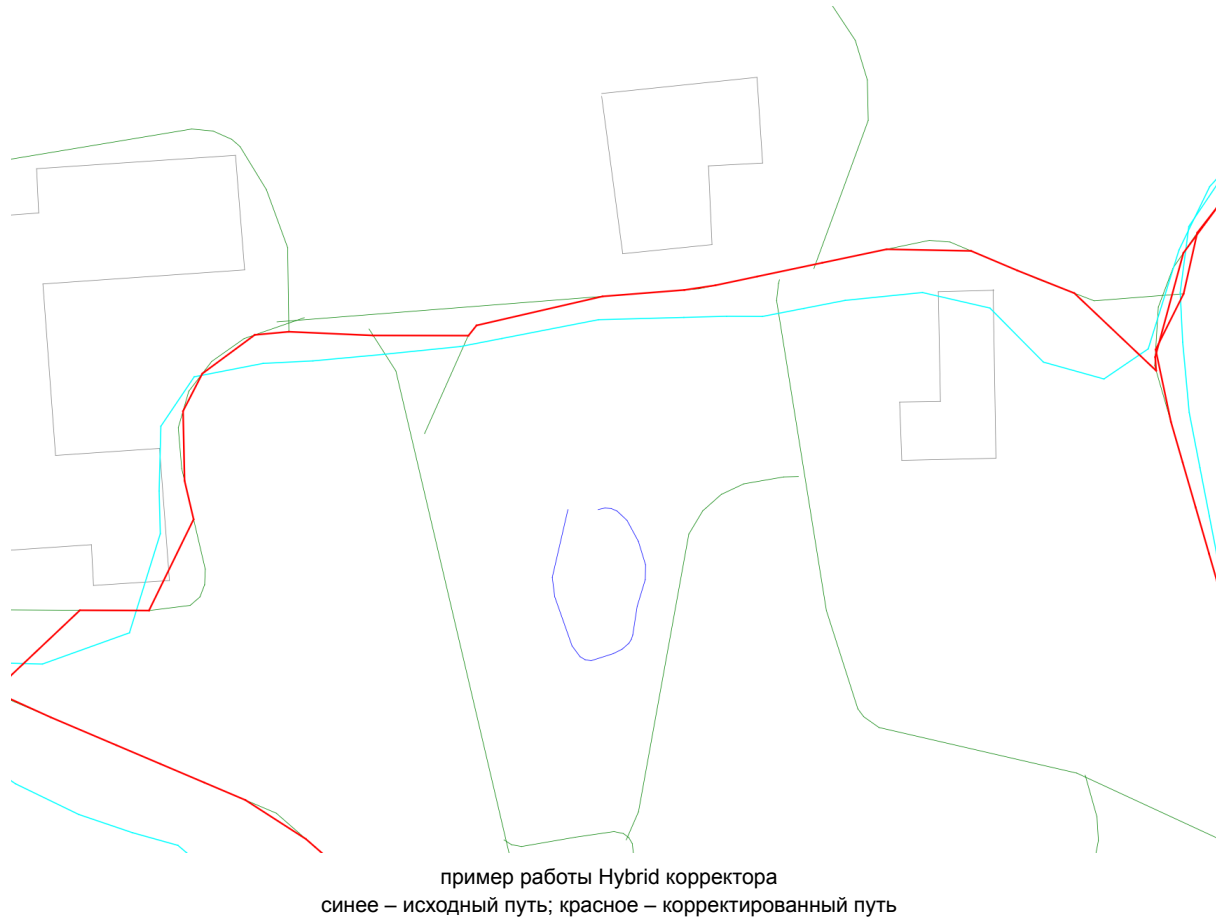 пример работы Hybrid корректора
синее – исходный путь; красное – корректированный путь